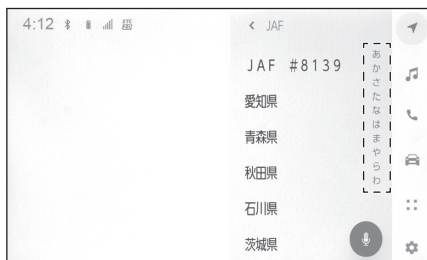 4:12
JAF
JAF #8139
愛知県
青森県
秋田県
石川県
茨城県
あ
か
さ
た
な
は
ま
や
ら
わ